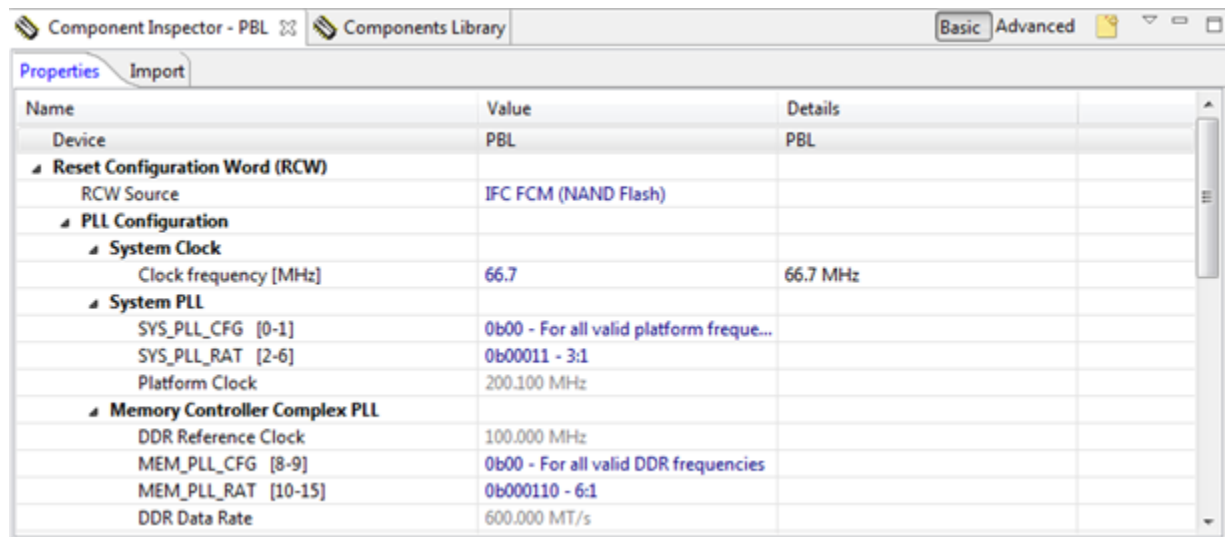 Component Inspector - PBL Components Library Basic Advanced
Properties Import
Name Value Details
Device PBL PBL
Reset Configuration Word (RCW)
RCW Source IFC FCM (NAND Flash)
PLL Configuration
System Clock
Clock frequency [MHz] 66.7 66.7 MHz
System PLL
SYS_PLL_CFG [0-1] 0b00 - For all valid platform freque...
SYS_PLL_RAT [2-6] 0b00011 - 3:1
Platform Clock 200.100 MHz
Memory Controller Complex PLL
DDR Reference Clock 100.000 MHz
MEM_PLL_CFG [8-9] 0b00 - For all valid DDR frequencies
MEM_PLL_RAT [10-15] 0b000110 - 6:1
DDR Data Rate 600.000 MT/s